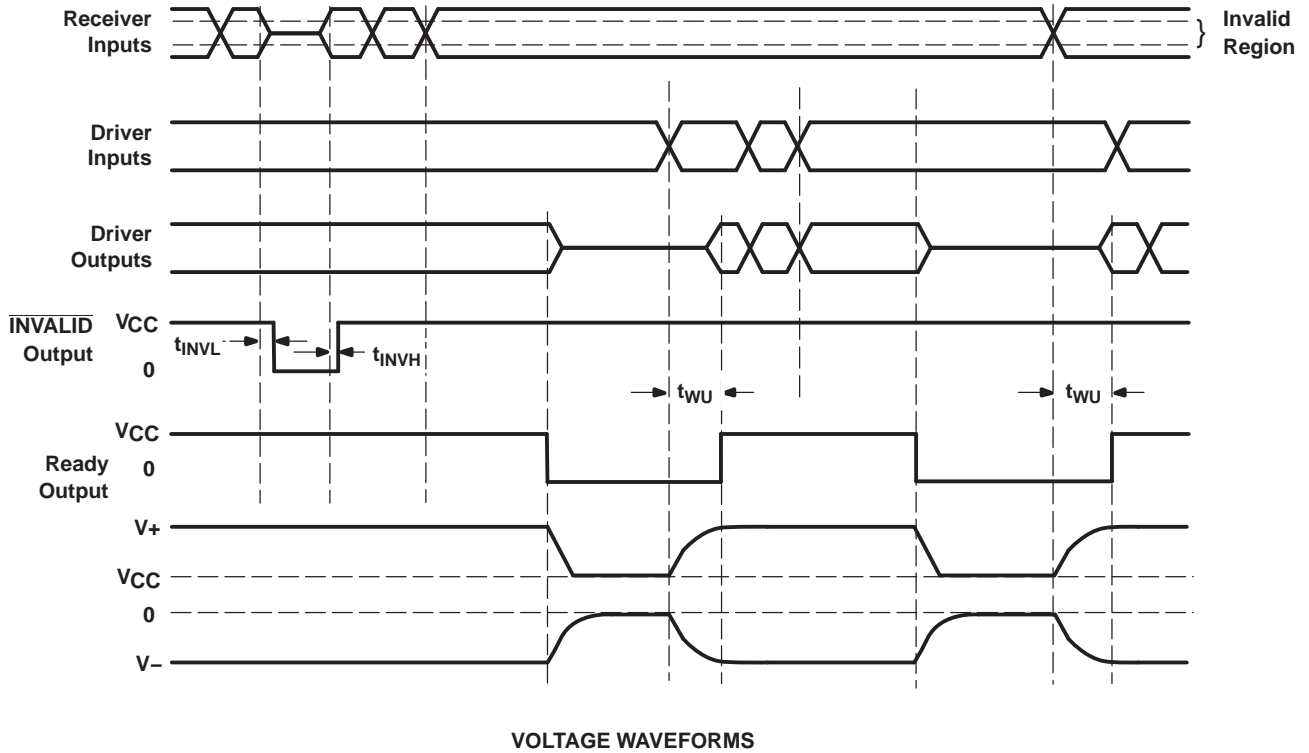 Receiver
Inputs
Invalid
Region
}
Driver
Inputs
Driver
Outputs
INVALID
Output
VCC
0
tINVL
tINVH
tWU
tWU
Ready
Output
VCC
0
V+
VCC
0
V–
VOLTAGE WAVEFORMS